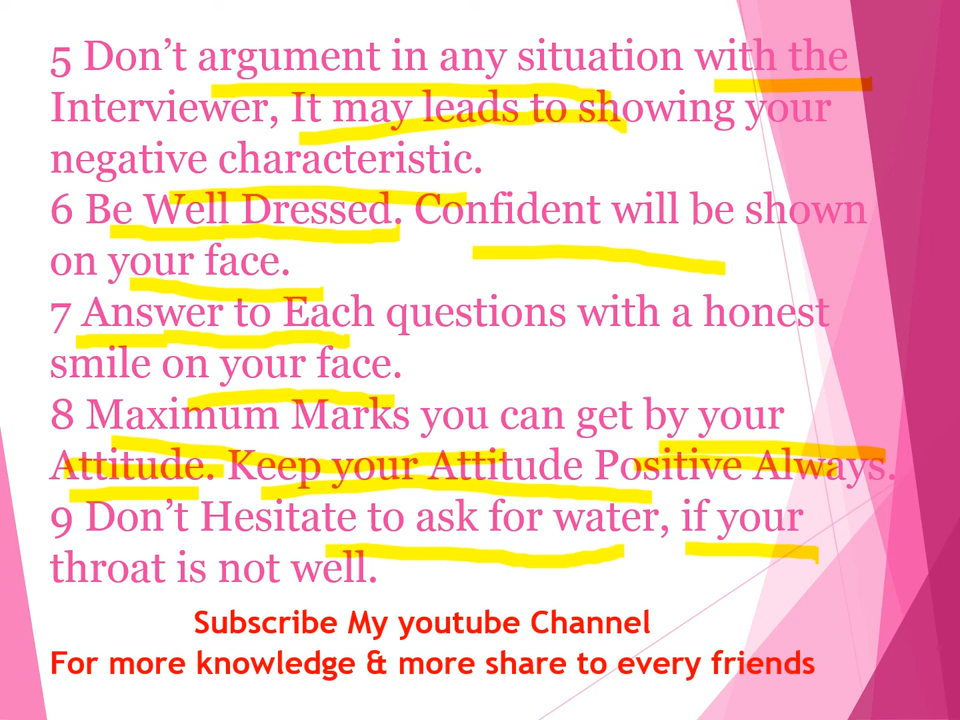 5 Don’t argument in any situation with the
Interviewer, It may leads to showing your
negative characteristic.
6 Be Well Dressed. Confident will be shown
on your face.
7 Answer to Each questions with a honest
smile on your face.
8 Maximum Marks you can get by your
Attitude. Keep your Attitude Positive Always.
9 Don’t Hesitate to ask for water, if your
throat is not well.
Subscribe My youtube Channel
For more knowledge & more share to every friends